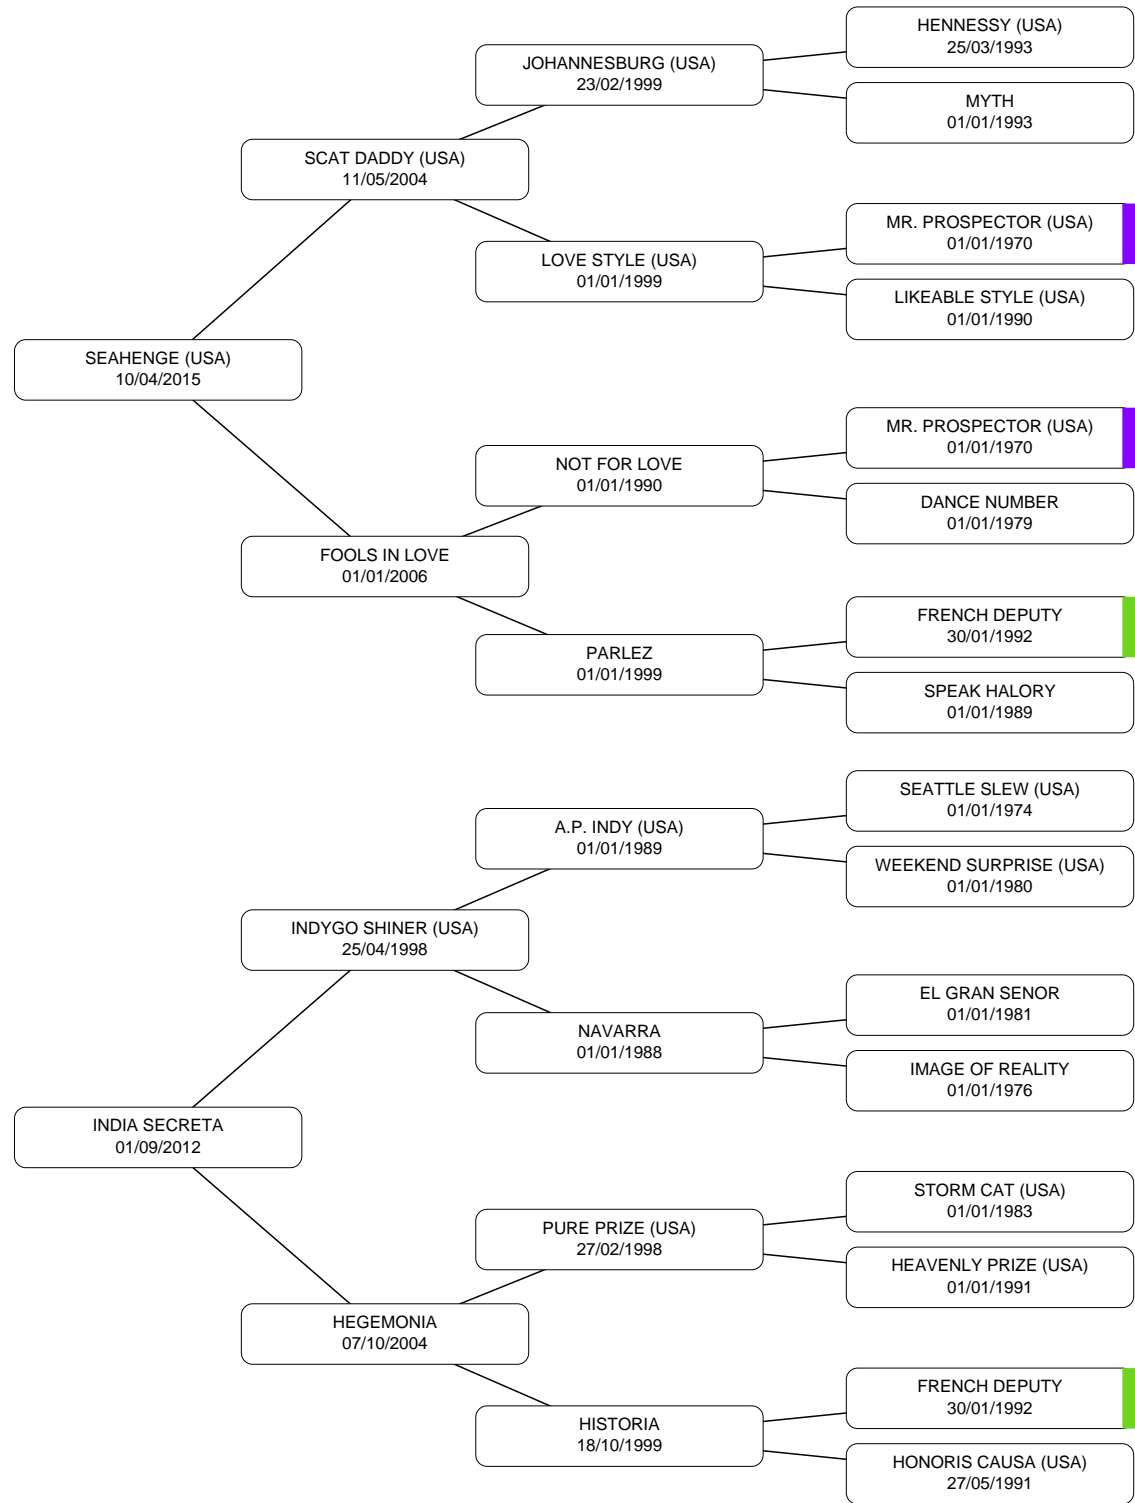 HENNESSY (USA)
25/03/1993
JOHANNESBURG (USA)
23/02/1999
MYTH
01/01/1993
SCAT DADDY (USA)
11/05/2004
MR. PROSPECTOR (USA)
01/01/1970
LOVE STYLE (USA)
01/01/1999
LIKEABLE STYLE (USA)
01/01/1990
SEAHENGE (USA)
10/04/2015
MR. PROSPECTOR (USA)
01/01/1970
NOT FOR LOVE
01/01/1990
DANCE NUMBER
01/01/1979
FOOLS IN LOVE
01/01/2006
FRENCH DEPUTY
30/01/1992
PARLEZ
01/01/1999
SPEAK HALORY
01/01/1989
SEATTLE SLEW (USA)
01/01/1974
A.P. INDY (USA)
01/01/1989
WEEKEND SURPRISE (USA)
01/01/1980
INDYGO SHINER (USA)
25/04/1998
EL GRAN SENOR
01/01/1981
NAVARRA
01/01/1988
IMAGE OF REALITY
01/01/1976
INDIA SECRETA
01/09/2012
STORM CAT (USA)
01/01/1983
PURE PRIZE (USA)
27/02/1998
HEAVENLY PRIZE (USA)
01/01/1991
HEGEMONIA
07/10/2004
FRENCH DEPUTY
30/01/1992
HISTORIA
18/10/1999
HONORIS CAUSA (USA)
27/05/1991